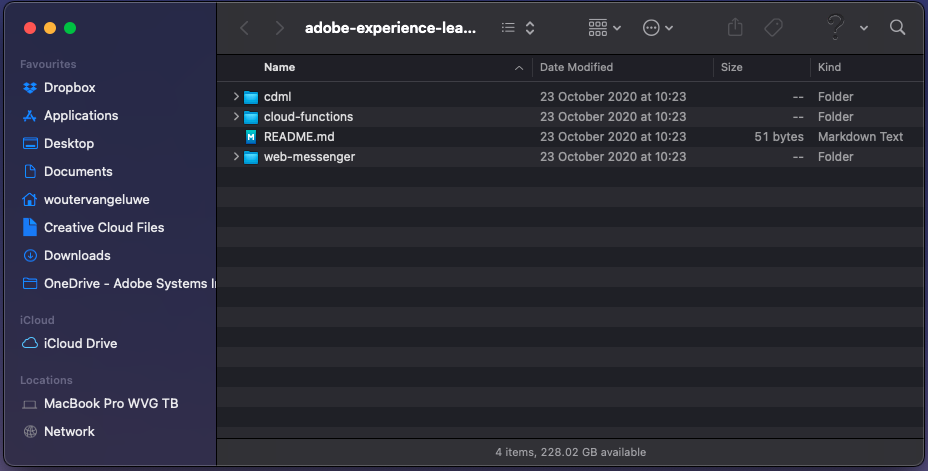 adobe-experience-lea...
Favourites
Dropbox
Applications
Desktop
Documents
woutervangeluwe
Creative Cloud Files
Downloads
OneDrive - Adobe Systems I
iCloud
iCloud Drive
Locations
MacBook Pro WVG TB
Network
Name Date Modified Size Kind
cdml 23 October 2020 at 10:23 -- Folder
cloud-functions 23 October 2020 at 10:23 -- Folder
M README.md 23 October 2020 at 10:23 51 bytes Markdown Text
web-messenger 23 October 2020 at 10:23 -- Folder
4 items, 228.02 GB available